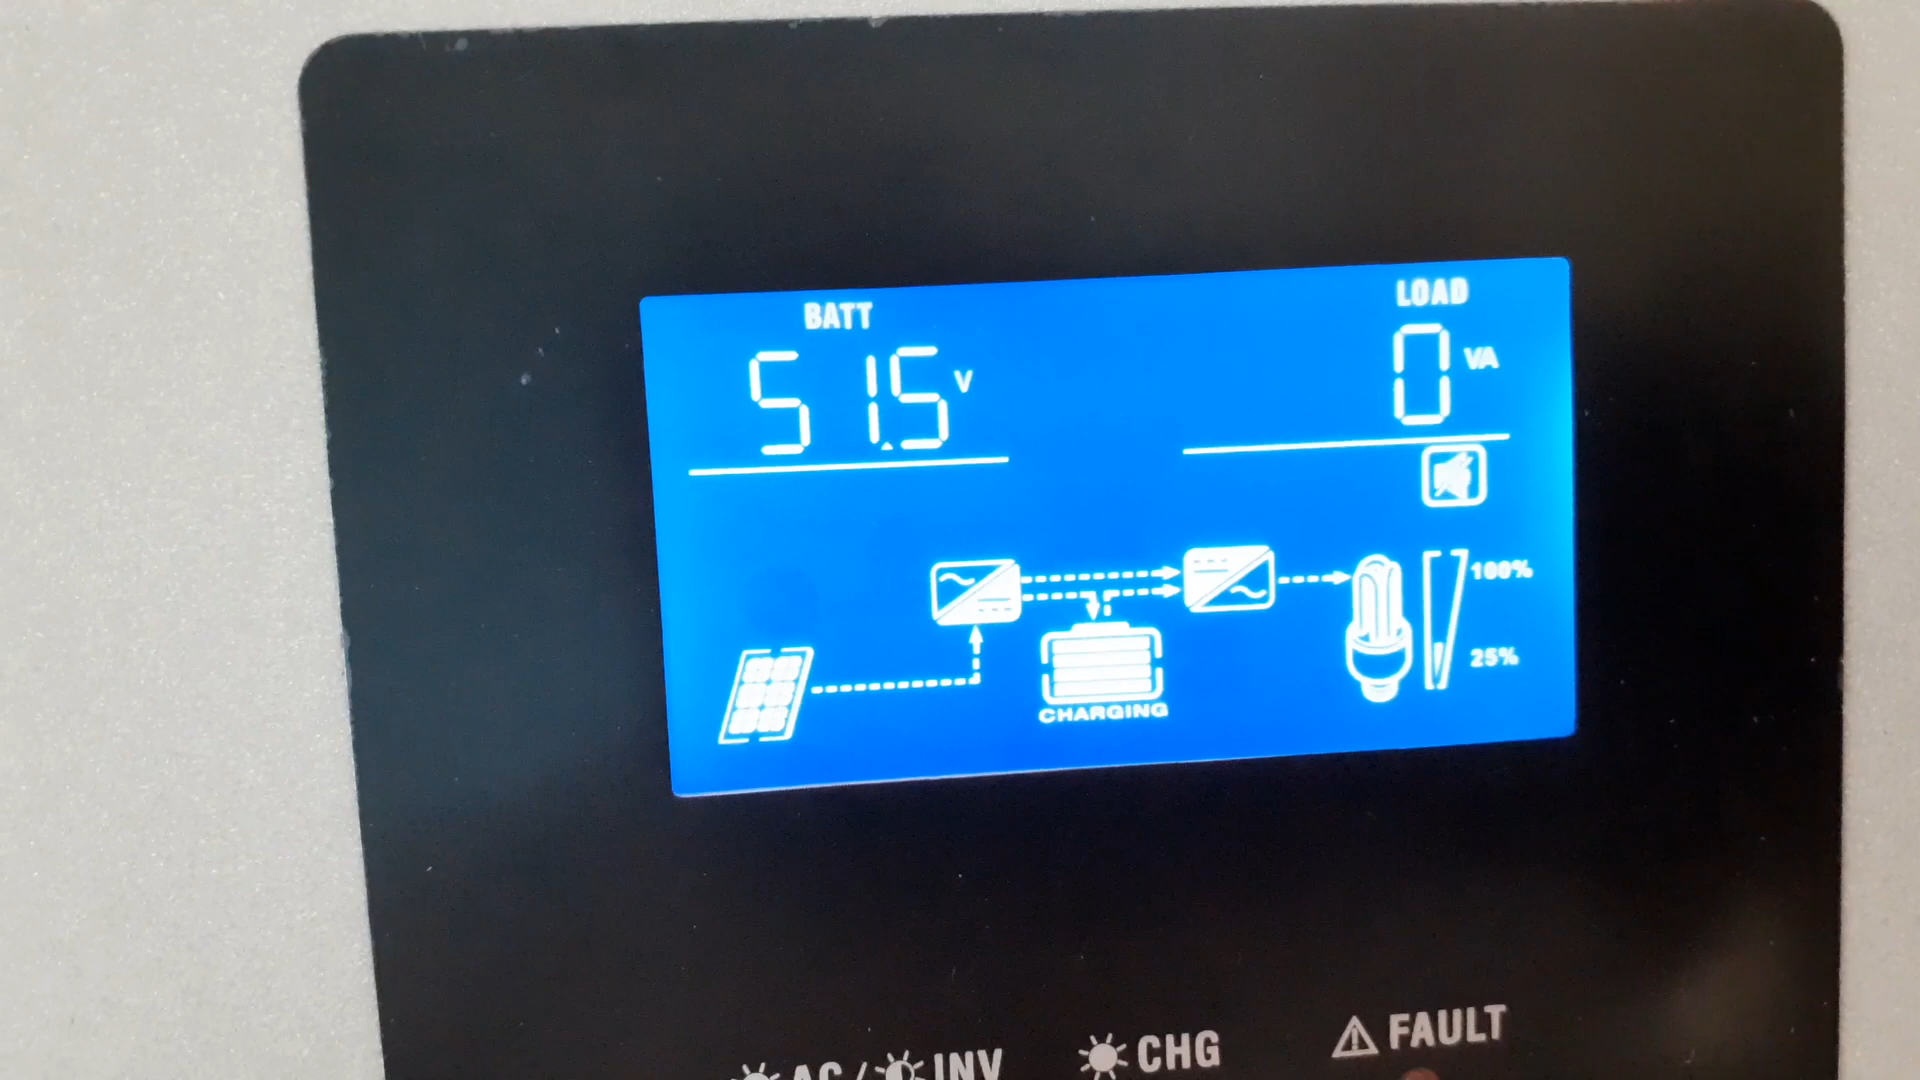 BATT
51.5 V
LOAD
0 VA
100%
25%
CHARGING
AC/ INV
CHG
FAULT